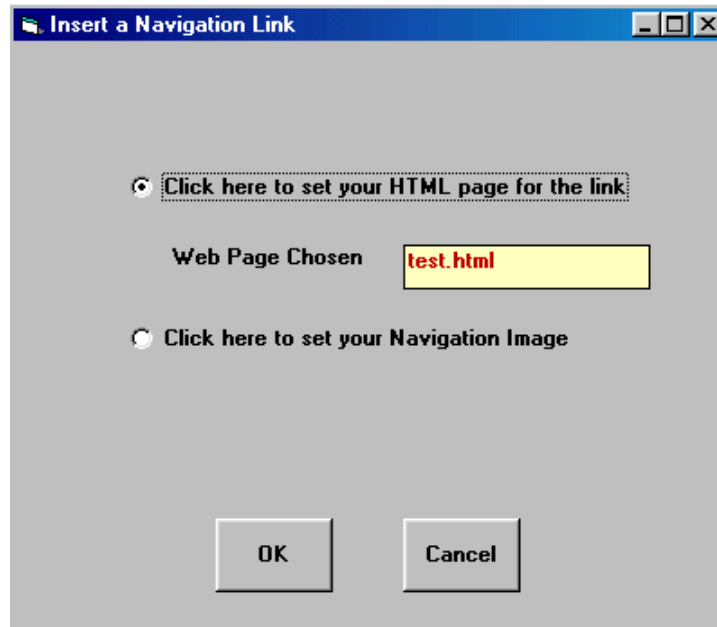 Insert a Navigation Link
Click here to set your HTML page for the link
Web Page Chosen test.html
Click here to set your Navigation Image
OK Cancel